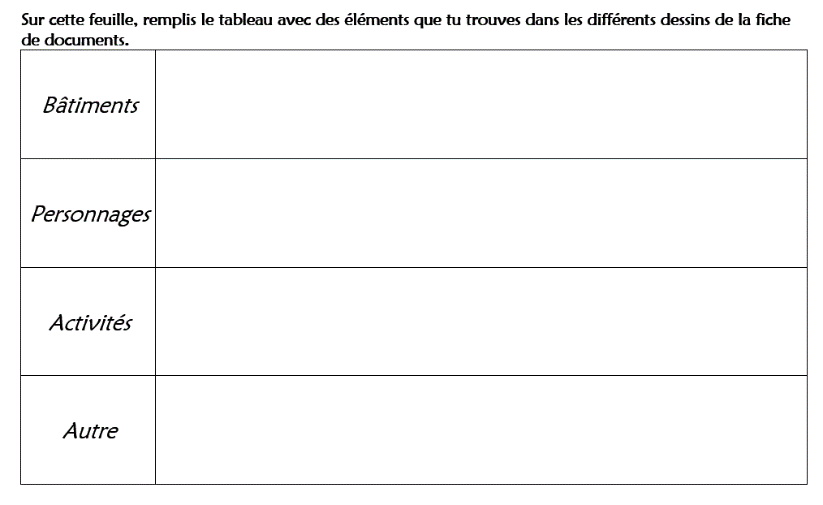 Sur cette feuille, remplis le tableau avec des éléments que tu trouves dans les différents dessins de la fiche
de documents.
Bâtiments
Personnages
Activités
Autre